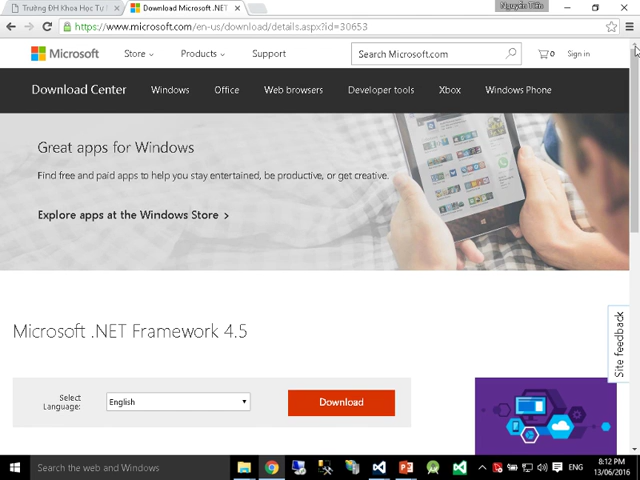 Trường ĐH Khoa Học Tự
Download Microsoft .NET
Nguyễn Tiến
https://www.microsoft.com/en-us/download/details.aspx?id=30653
Microsoft
Store
Products
Support
Search Microsoft.com
0
Sign in
Download Center
Windows
Office
Web browsers
Developer tools
Xbox
Windows Phone
Great apps for Windows
Find free and paid apps to help you stay entertained, be productive, or get creative.
Explore apps at the Windows Store >
Site feedback
Microsoft .NET Framework 4.5
Select
Language:
English
Download
Search the web and Windows
ENG
8:12 PM
13/06/2016